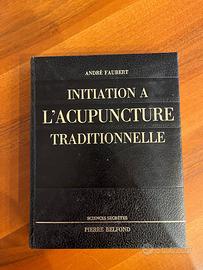 ANDRÉ FAUBERT
INITIATION A
L'ACUPUNCTURE
TRADITIONNELLE
SCIENCES SECRÈTES
PIERRE BELFOND